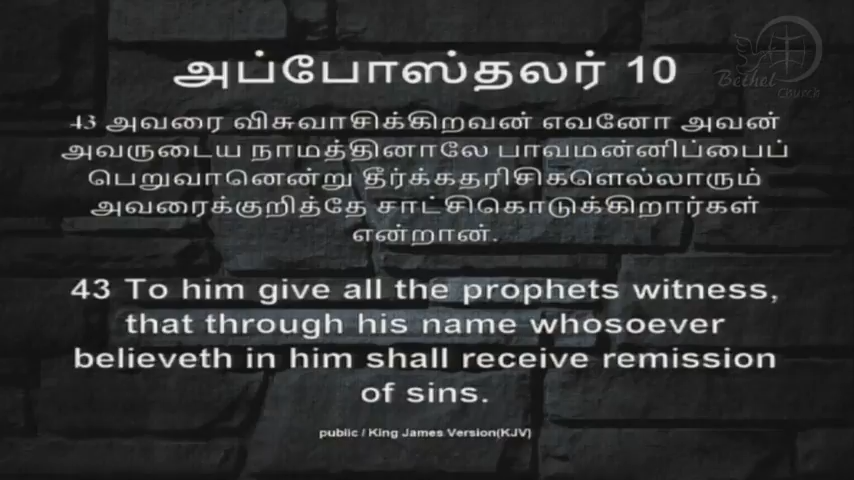 அப்போஸ்தலர் 10
Bethel
Church
43 அவரை விசுவாசிக்கிறவன் எவனோ அவன்
அவருடைய நாமத்தினாலே பாவமன்னிப்பைப்
பெறுவானென்று தீர்க்கதரிசிகளெல்லாரும்
அவரைக்குறித்தே சாட்சிகொடுக்கிறார்கள்
என்றான்.
43 To him give all the prophets witness,
that through his name whosoever
believeth in him shall receive remission
of sins.
public / King James Version(KJV)